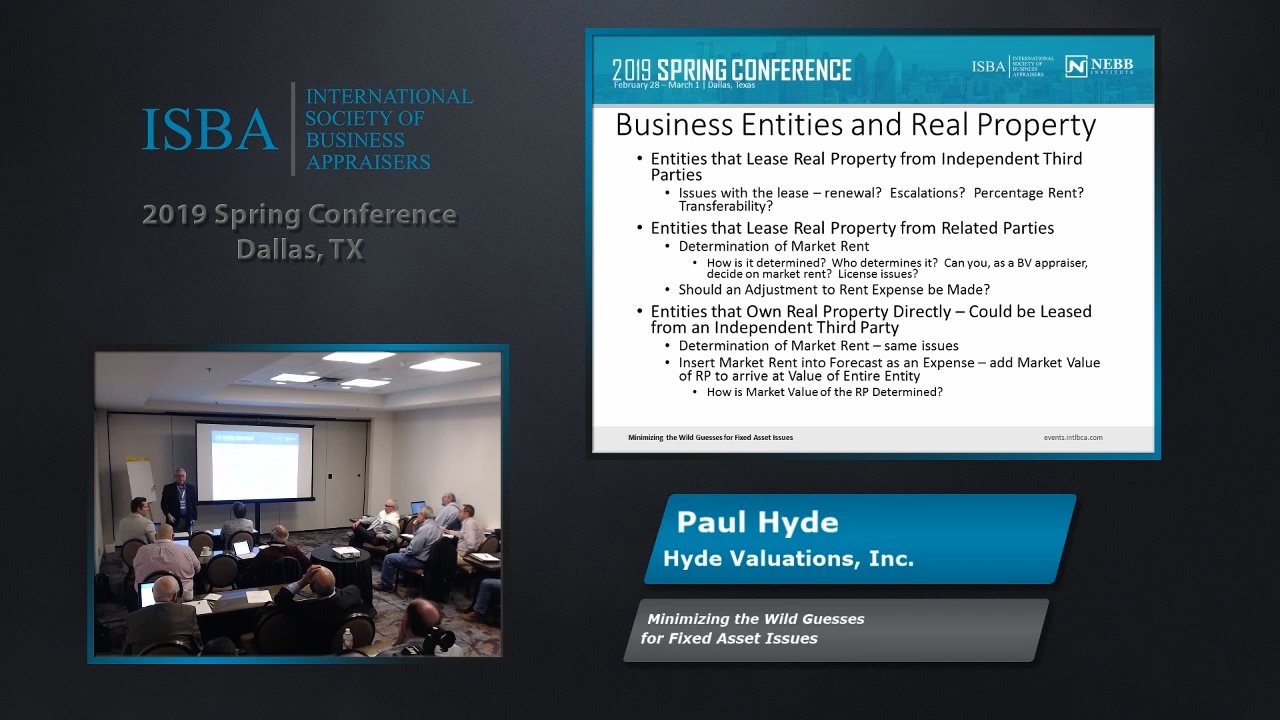 ISBA
INTERNATIONAL
SOCIETY OF
BUSINESS
APPRAISERS
2019 Spring Conference
Dallas, TX
2019 SPRING CONFERENCE
February 28 – March 1 | Dallas, Texas
ISBA
INTERNATIONAL
SOCIETY OF
BUSINESS
APPRAISERS
N NEBB
INSTITUTE
Business Entities and Real Property
• Entities that Lease Real Property from Independent Third
Parties
• Issues with the lease – renewal? Escalations? Percentage Rent?
Transferability?
• Entities that Lease Real Property from Related Parties
• Determination of Market Rent
• How is it determined? Who determines it? Can you, as a BV appraiser,
decide on market rent? License issues?
• Should an Adjustment to Rent Expense be Made?
• Entities that Own Real Property Directly – Could be Leased
from an Independent Third Party
• Determination of Market Rent – same issues
• Insert Market Rent into Forecast as an Expense – add Market Value
of RP to arrive at Value of Entire Entity
• How is Market Value of the RP Determined?
Minimizing the Wild Guesses for Fixed Asset Issues
events.intlbca.com
Paul Hyde
Hyde Valuations, Inc.
Minimizing the Wild Guesses
for Fixed Asset Issues